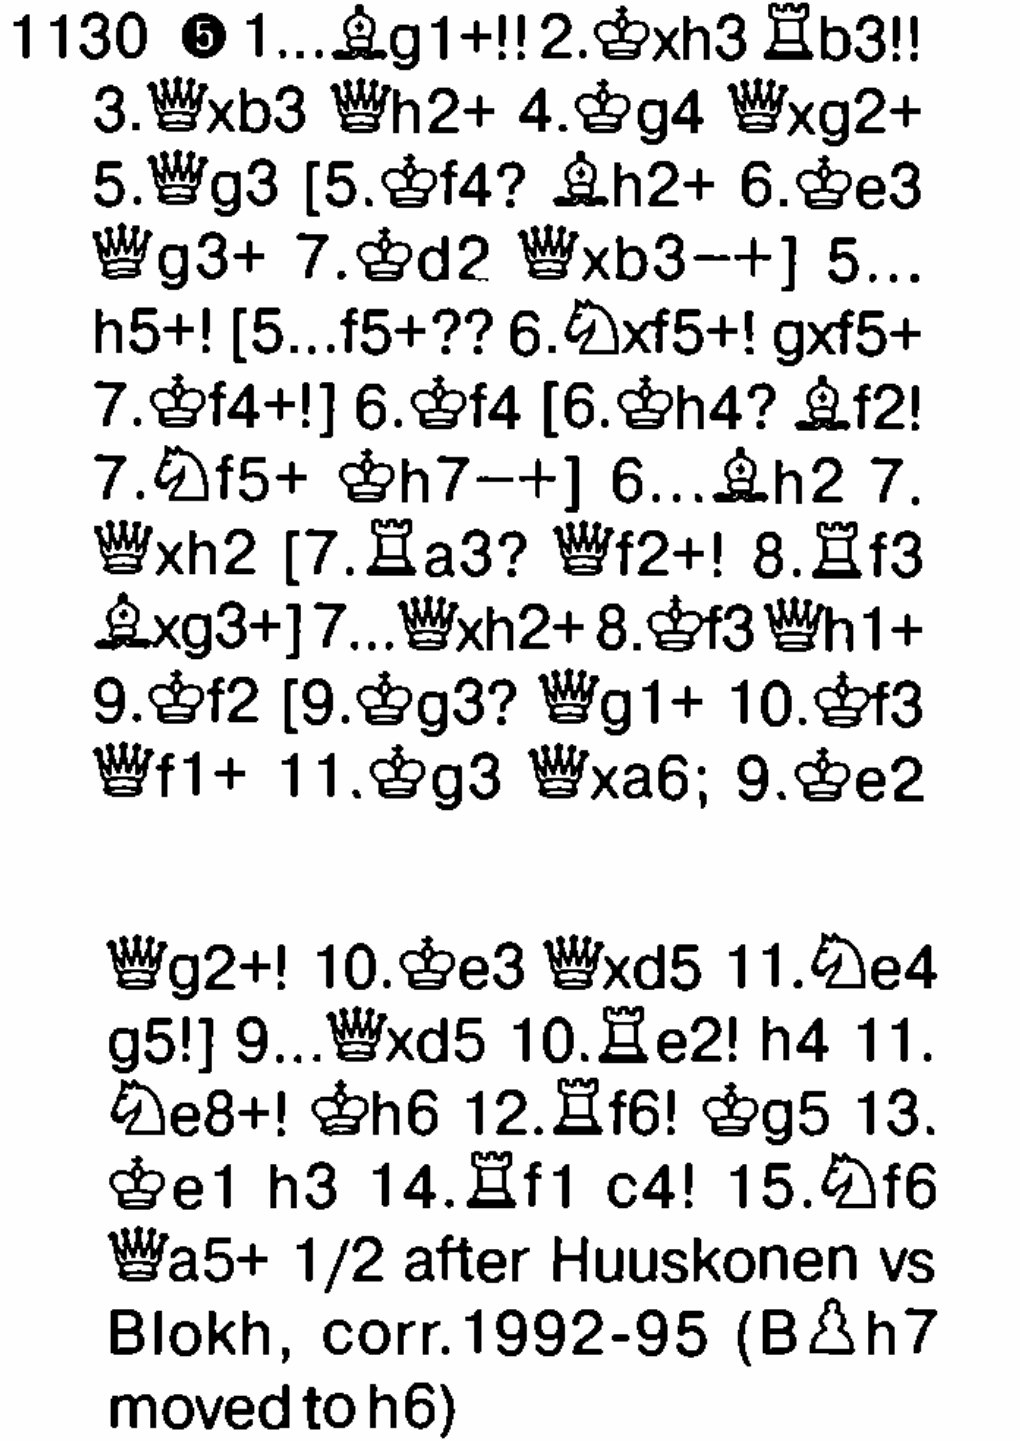 1130 ❺ 1...♗g1+!! 2.♔xh3 ♖b3!!
3.♕xb3 ♕h2+ 4.♔g4 ♕xg2+
5.♕g3 [5.♔f4? ♗h2+ 6.♔e3
♕g3+ 7.♔d2 ♕xb3−+] 5...
h5+! [5...f5+?? 6.♘xf5+! gxf5+
7.♔f4+!] 6.♔f4 [6.♔h4? ♗f2!
7.♘f5+ ♔h7−+] 6...♗h2 7.
♕xh2 [7.♖a3? ♕f2+! 8.♖f3
♗xg3+] 7...♕xh2+ 8.♔f3 ♕h1+
9.♔f2 [9.♔g3? ♕g1+ 10.♔f3
♕f1+ 11.♔g3 ♕xa6; 9.♔e2
♕g2+! 10.♔e3 ♕xd5 11.♘e4
g5!] 9...♕xd5 10.♖e2! h4 11.
♘e8+! ♔h6 12.♖f6! ♔g5 13.
♔e1 h3 14.♖f1 c4! 15.♘f6
♕a5+ 1/2 after Huuskonen vs
Blokh, corr.1992-95 (B♙h7
moved to h6)